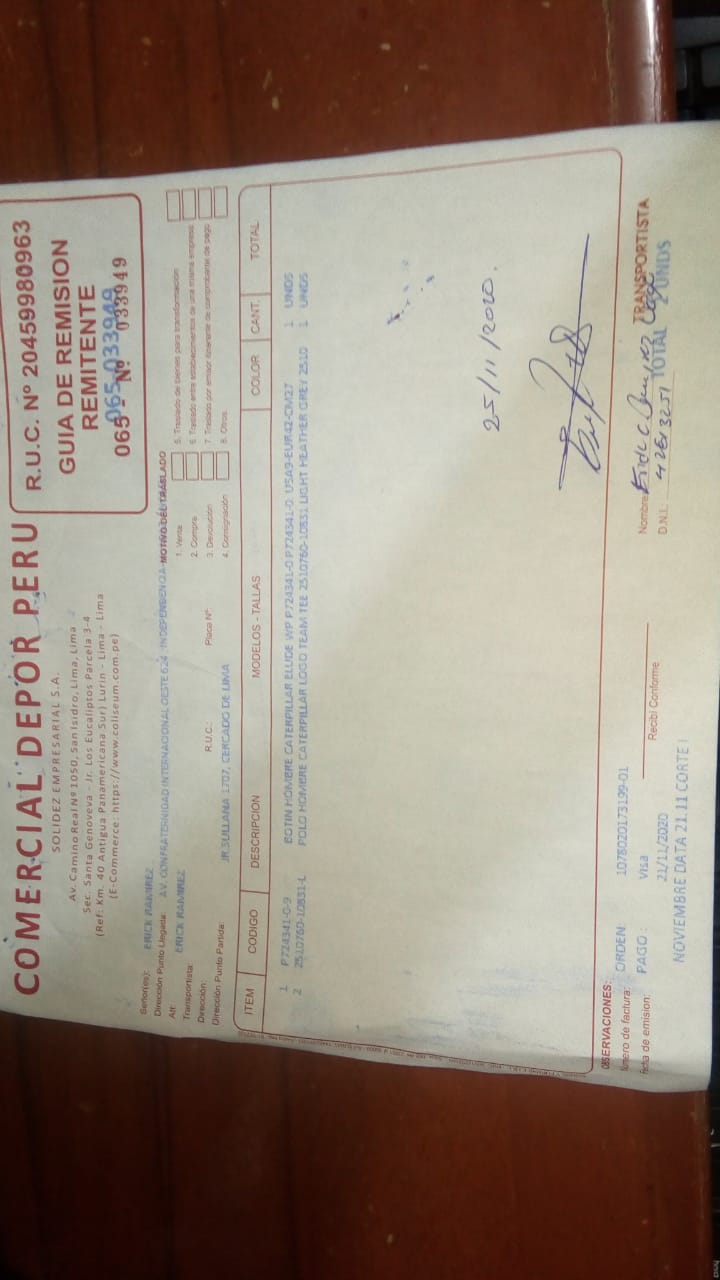 COMERCIAL DEPOR PERU
SOLIDEZ EMPRESARIAL S.A.
Av. Camino Real Nº 1050, San Isidro, Lima, Lima
Sec. Santa Genoveva - Jr. Los Eucaliptos Parcela 3-4
(Ref: Km. 40 Antigua Panamericana Sur) Lurin - Lima - Lima
(E-Commerce: https://www.coliseum.com.pe)
R.U.C. Nº 20459980963
GUIA DE REMISION
REMITENTE
065-033949
065 - Nº 033949
Señor(es): ERICK RAMIREZ
Dirección Punto Llegada: AV. CONFRATERNIDAD INTERNACIONAL OESTE 634 - INDEPENDENCIA
Att: ERICK RAMIREZ
Transportista:
Dirección: R.U.C.: Placa Nº
Dirección Punto Partida: JR SULLANA 1707, CERCADO DE LIMA
MOTIVO DEL TRASLADO
1. Venta
2. Compra
3. Devolución
4. Consignación
5. Traslado de bienes para transformación
6. Traslado entre establecimientos de una misma empresa
7. Traslado por emisor itinerante de comprobante de pago
8. Otros
ITEM CODIGO DESCRIPCION MODELOS - TALLAS COLOR CANT. TOTAL
1 P724341-0-9 BOTIN HOMBRE CATERPILLAR ELUDE WP P724341-0 P724341-0 USA9-EUR42-CM27 1 UNDS
2 2510760-10831-L POLO HOMBRE CATERPILLAR LOGO TEAM TEE 2510760-10831 LIGHT HEATHER GREY 2510 1 UNDS
25/11/2020.
OBSERVACIONES:
Número de factura: ORDEN: 1078020173199-01
PAGO : Visa
fecha de emision: 21/11/2020
NOVIEMBRE DATA 21.11 CORTE I
Recibí Conforme
TRANSPORTISTA
Nombre: Erick
D.N.I.: TOTAL 2 UNDS